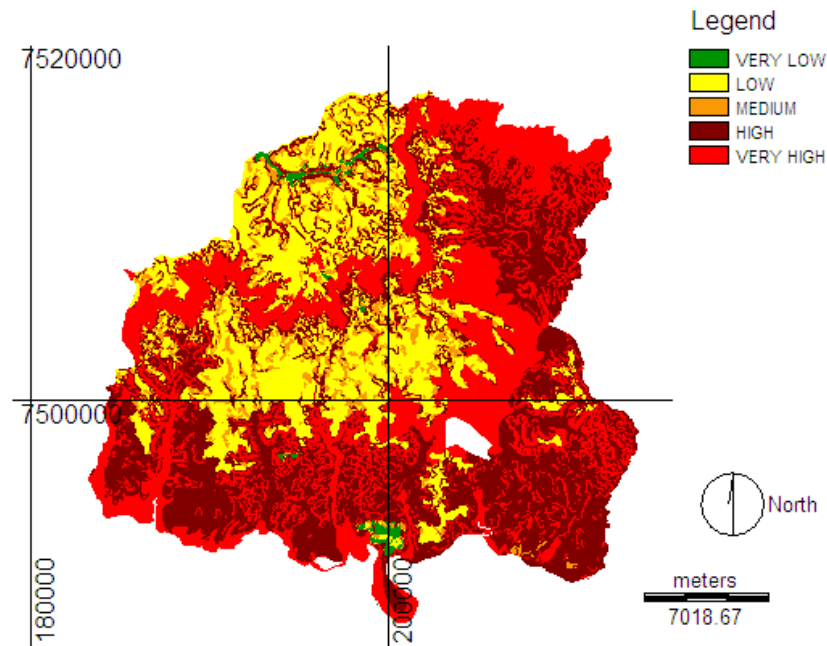 Legend
7520000
VERY LOW
LOW
MEDIUM
HIGH
VERY HIGH
7500000
North
180000
200000
meters
7018.67